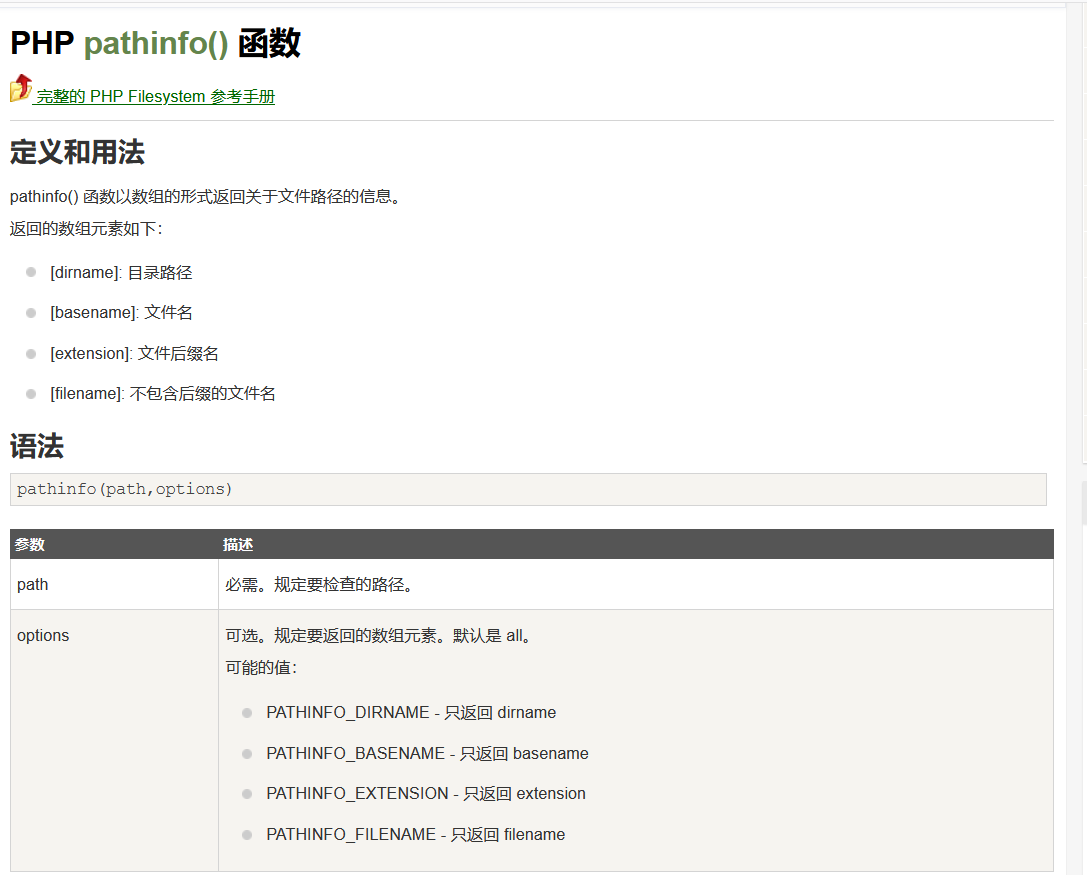 PHP pathinfo() 函数
完整的 PHP Filesystem 参考手册
定义和用法
pathinfo() 函数以数组的形式返回关于文件路径的信息。
返回的数组元素如下：
[dirname]: 目录路径
[basename]: 文件名
[extension]: 文件后缀名
[filename]: 不包含后缀的文件名
语法
pathinfo(path,options)
参数 描述
path 必需。规定要检查的路径。
options 可选。规定要返回的数组元素。默认是 all。
可能的值：
PATHINFO_DIRNAME - 只返回 dirname
PATHINFO_BASENAME - 只返回 basename
PATHINFO_EXTENSION - 只返回 extension
PATHINFO_FILENAME - 只返回 filename